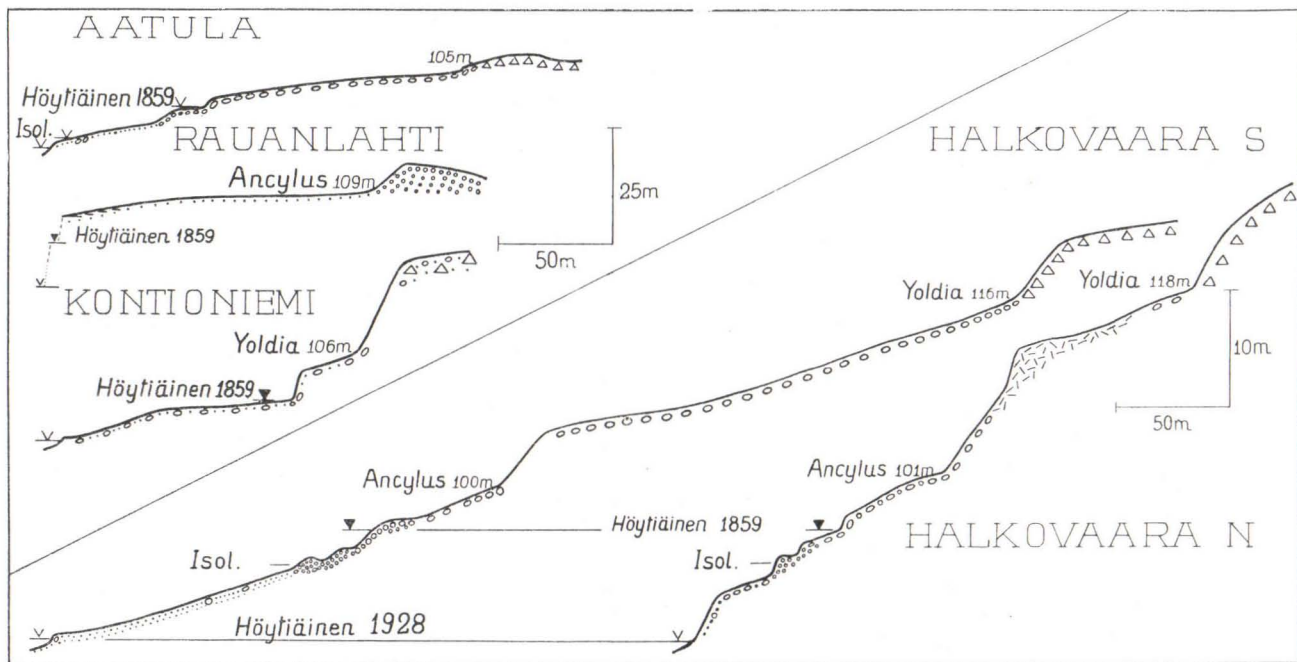 AATULA
105m
Höytiäinen 1859
Isol.
RAUANLAHTI
Ancylus 109m
Höytiäinen 1859
25m
50m
KONTIONIEMI
Yoldia 106m
Höytiäinen 1859
HALKOVAARA S
Yoldia 116m
Yoldia 118m
10m
50m
Ancylus 100m
Ancylus 101m
Höytiäinen 1859
HALKOVAARA N
Isol.
Isol.
Höytiäinen 1928